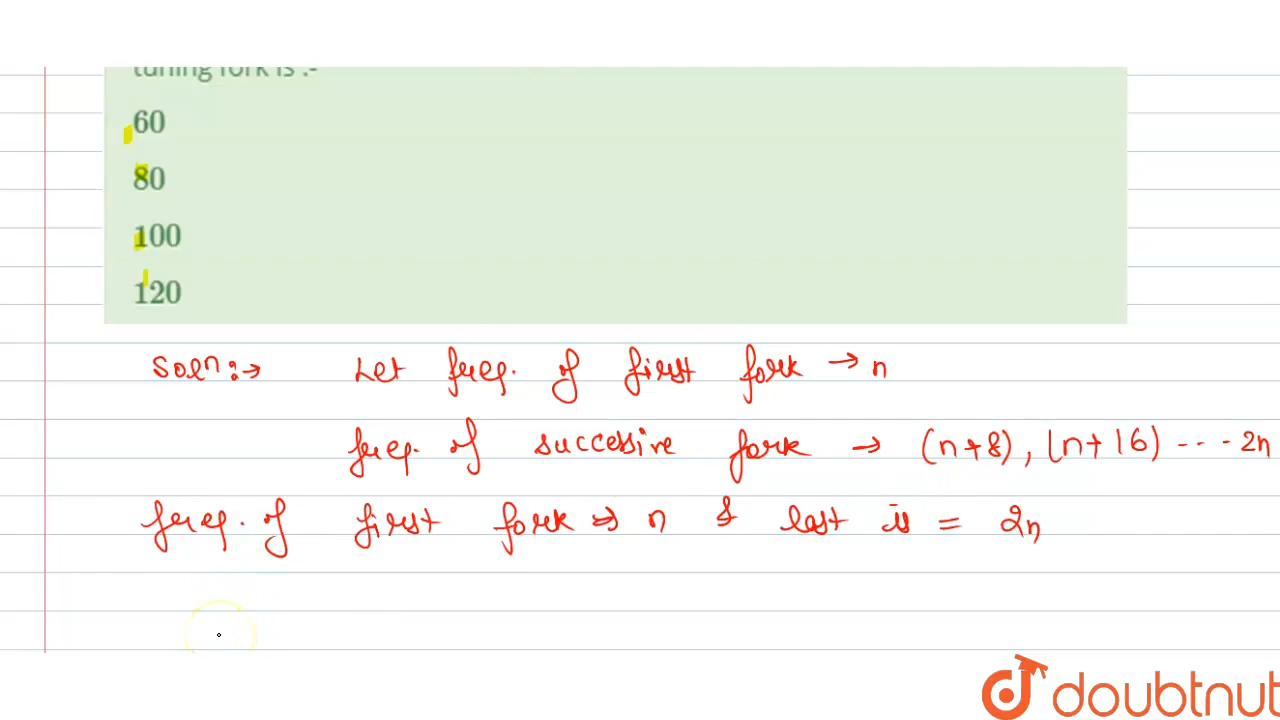 tuning fork is :-
60
80
100
120
Soln :→ Let freq. of first fork → n
freq. of successive fork → (n+8), (n+16) --- 2n
freq. of first fork ⇒ n & last is = 2n
doubtnut